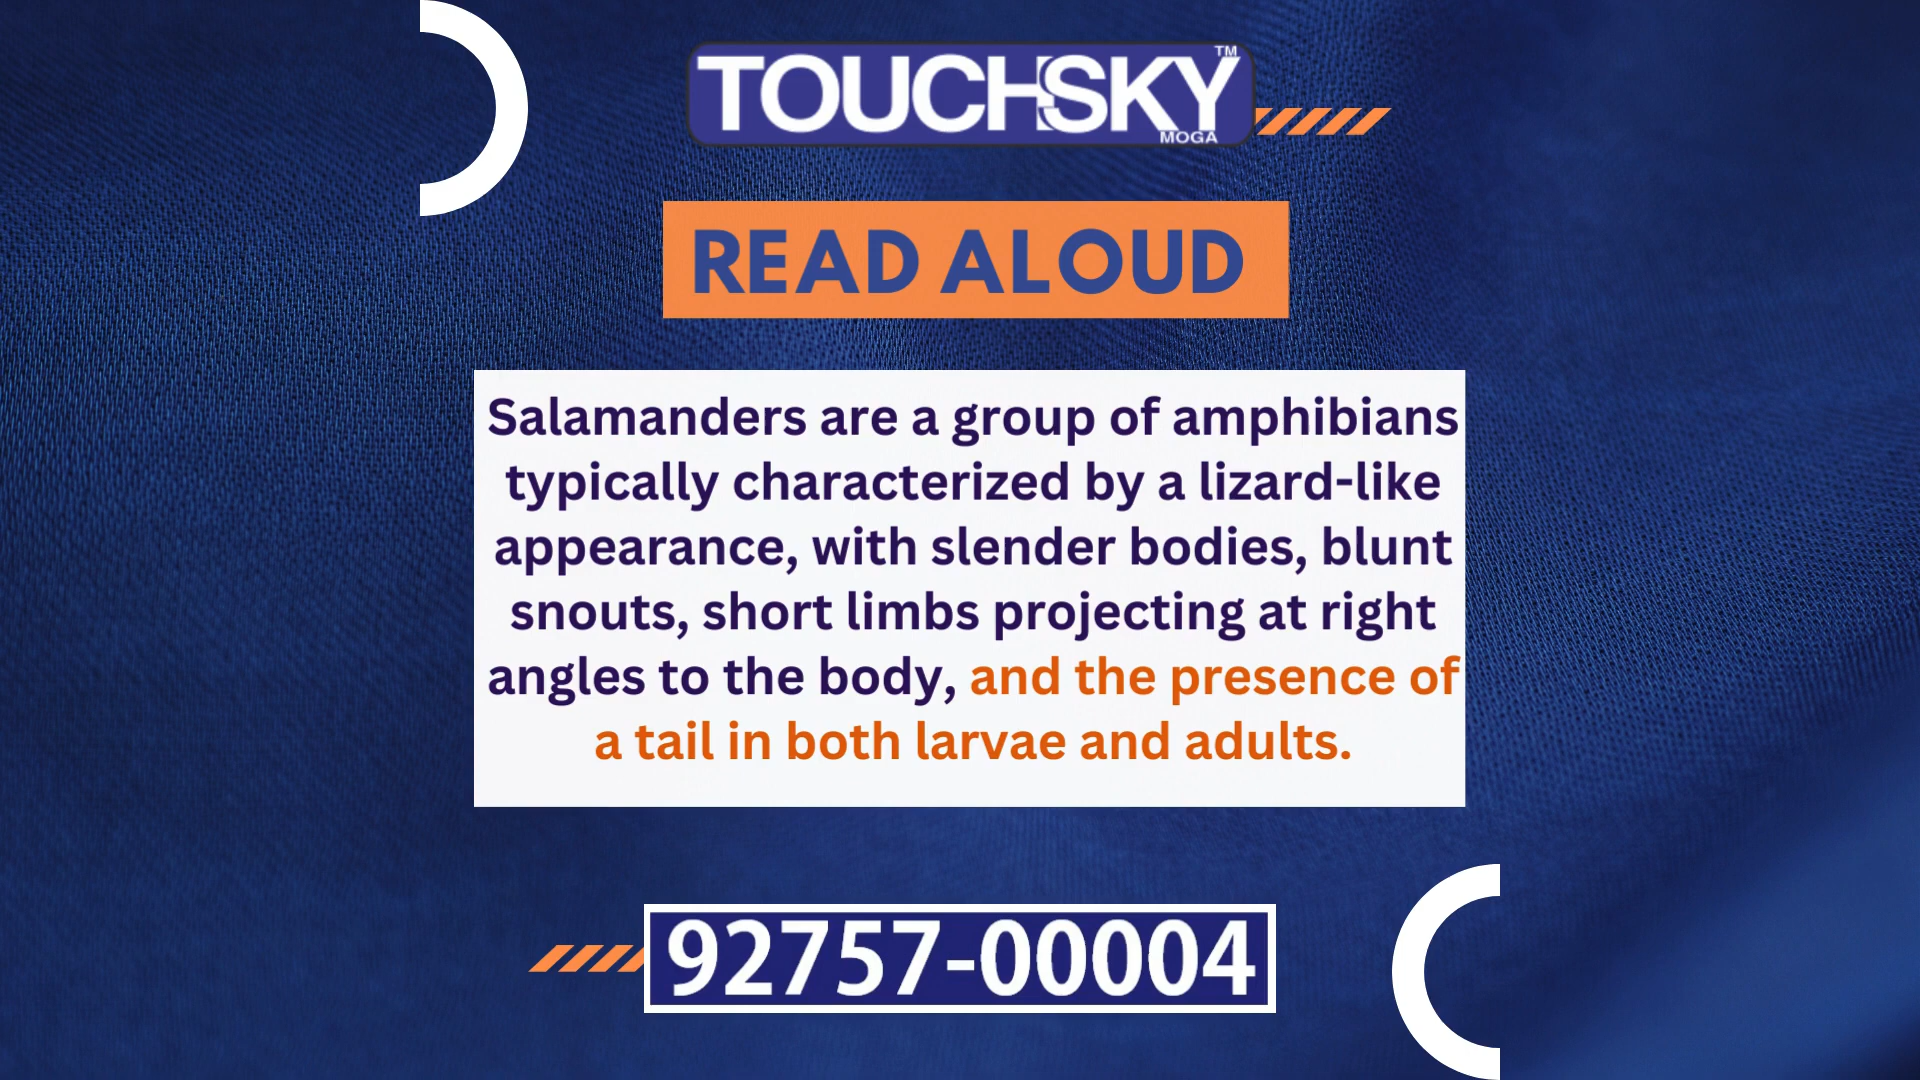 TOUCHSKY TM
MOGA
READ ALOUD
Salamanders are a group of amphibians
typically characterized by a lizard-like
appearance, with slender bodies, blunt
snouts, short limbs projecting at right
angles to the body, and the presence of
a tail in both larvae and adults.
92757-00004